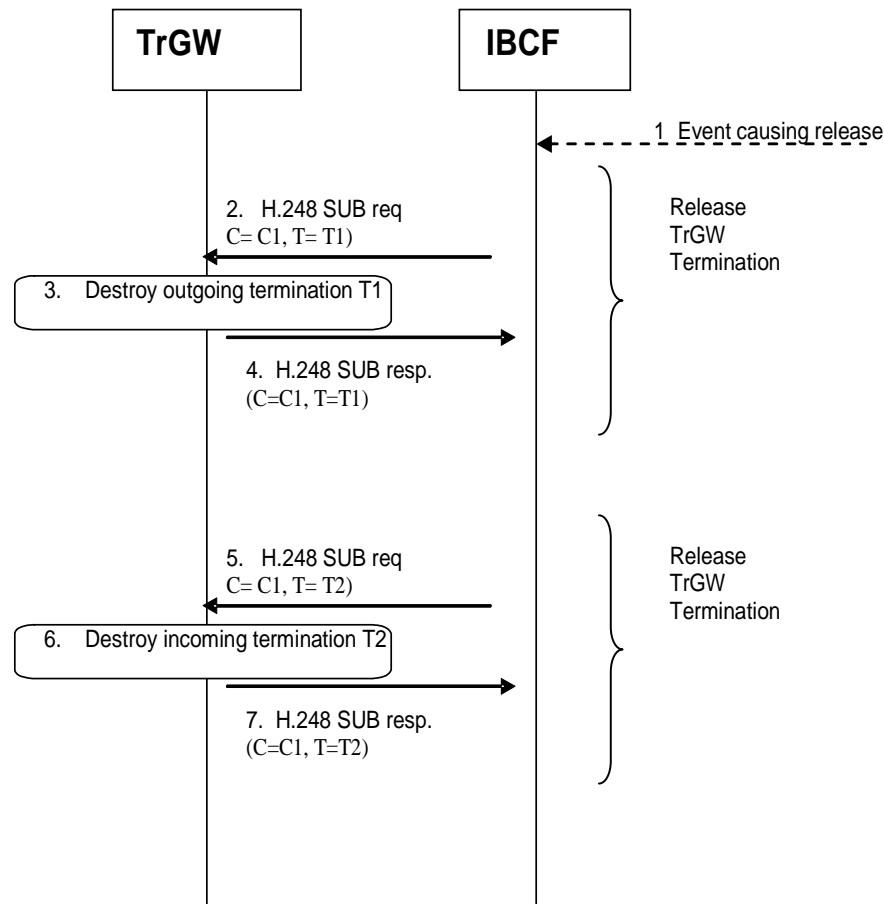 TrGW
IBCF
1 Event causing release
2. H.248 SUB req
C= C1, T= T1)
Release
TrGW
Termination
3. Destroy outgoing termination T1
4. H.248 SUB resp.
(C=C1, T=T1)
5. H.248 SUB req
C= C1, T= T2)
Release
TrGW
Termination
6. Destroy incoming termination T2
7. H.248 SUB resp.
(C=C1, T=T2)